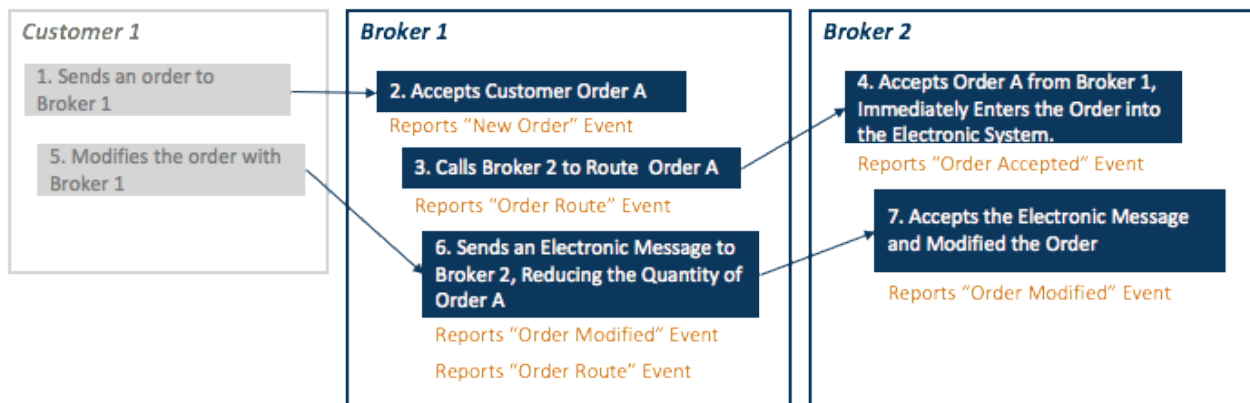 Customer 1
1. Sends an order to
Broker 1
5. Modifies the order with
Broker 1
Broker 1
2. Accepts Customer Order A
Reports "New Order" Event
3. Calls Broker 2 to Route Order A
Reports "Order Route" Event
6. Sends an Electronic Message to
Broker 2, Reducing the Quantity of
Order A
Reports "Order Modified" Event
Reports "Order Route" Event
Broker 2
4. Accepts Order A from Broker 1,
Immediately Enters the Order into
the Electronic System.
Reports "Order Accepted" Event
7. Accepts the Electronic Message
and Modified the Order
Reports "Order Modified" Event